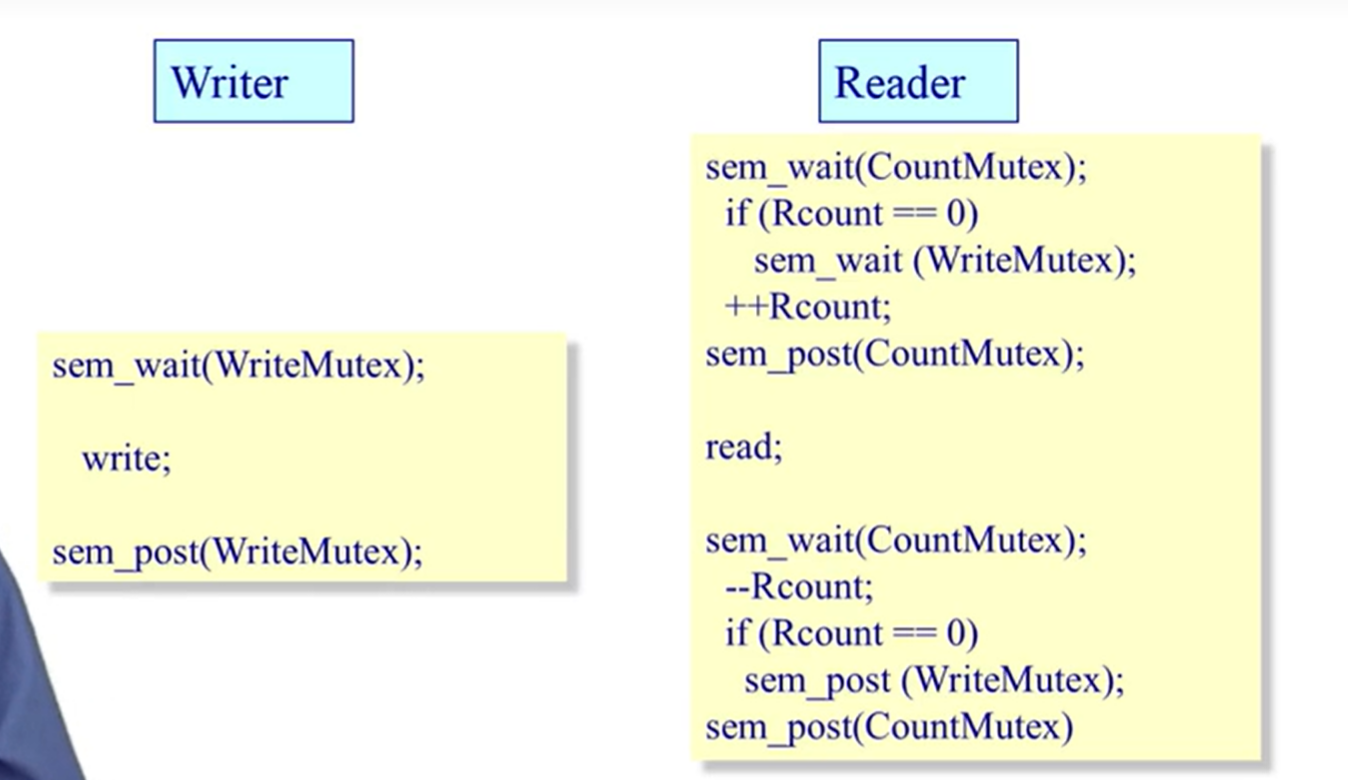 Writer
sem_wait(WriteMutex);
write;
sem_post(WriteMutex);
Reader
sem_wait(CountMutex);
if (Rcount == 0)
sem_wait (WriteMutex);
++Rcount;
sem_post(CountMutex);
read;
sem_wait(CountMutex);
--Rcount;
if (Rcount == 0)
sem_post (WriteMutex);
sem_post(CountMutex)